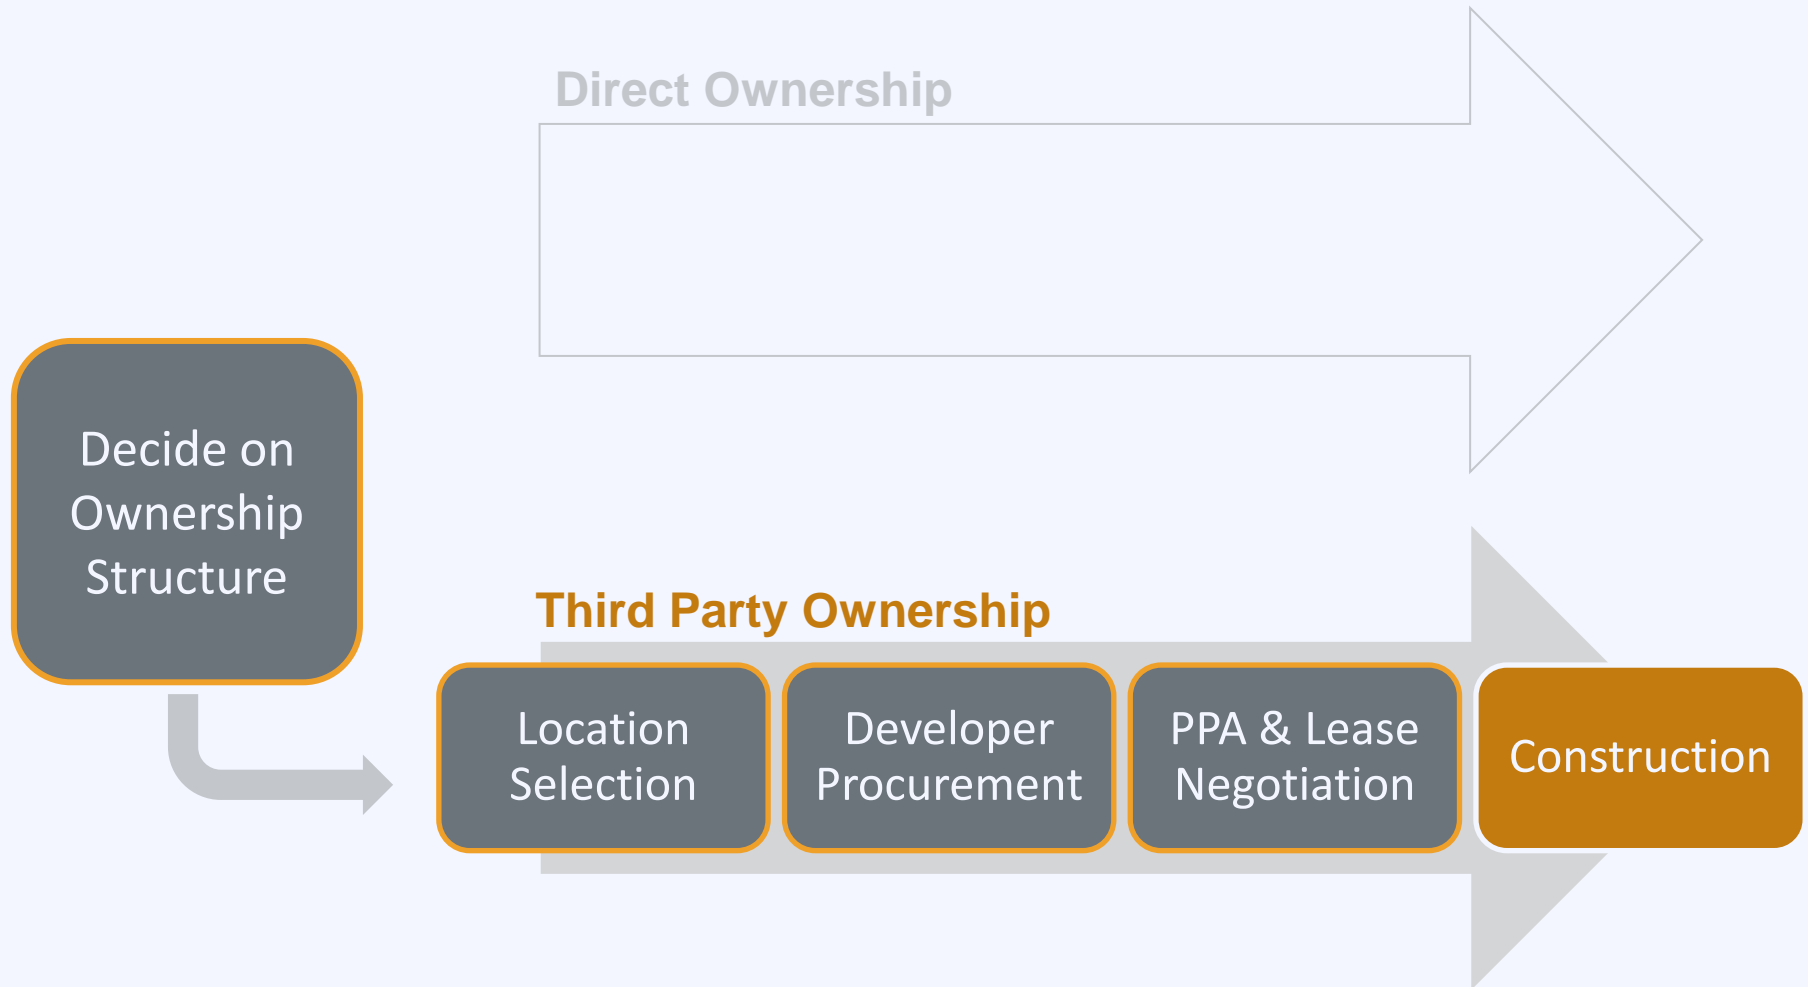 Direct Ownership
Decide on
Ownership
Structure
Third Party Ownership
Location
Selection
Developer
Procurement
PPA & Lease
Negotiation
Construction